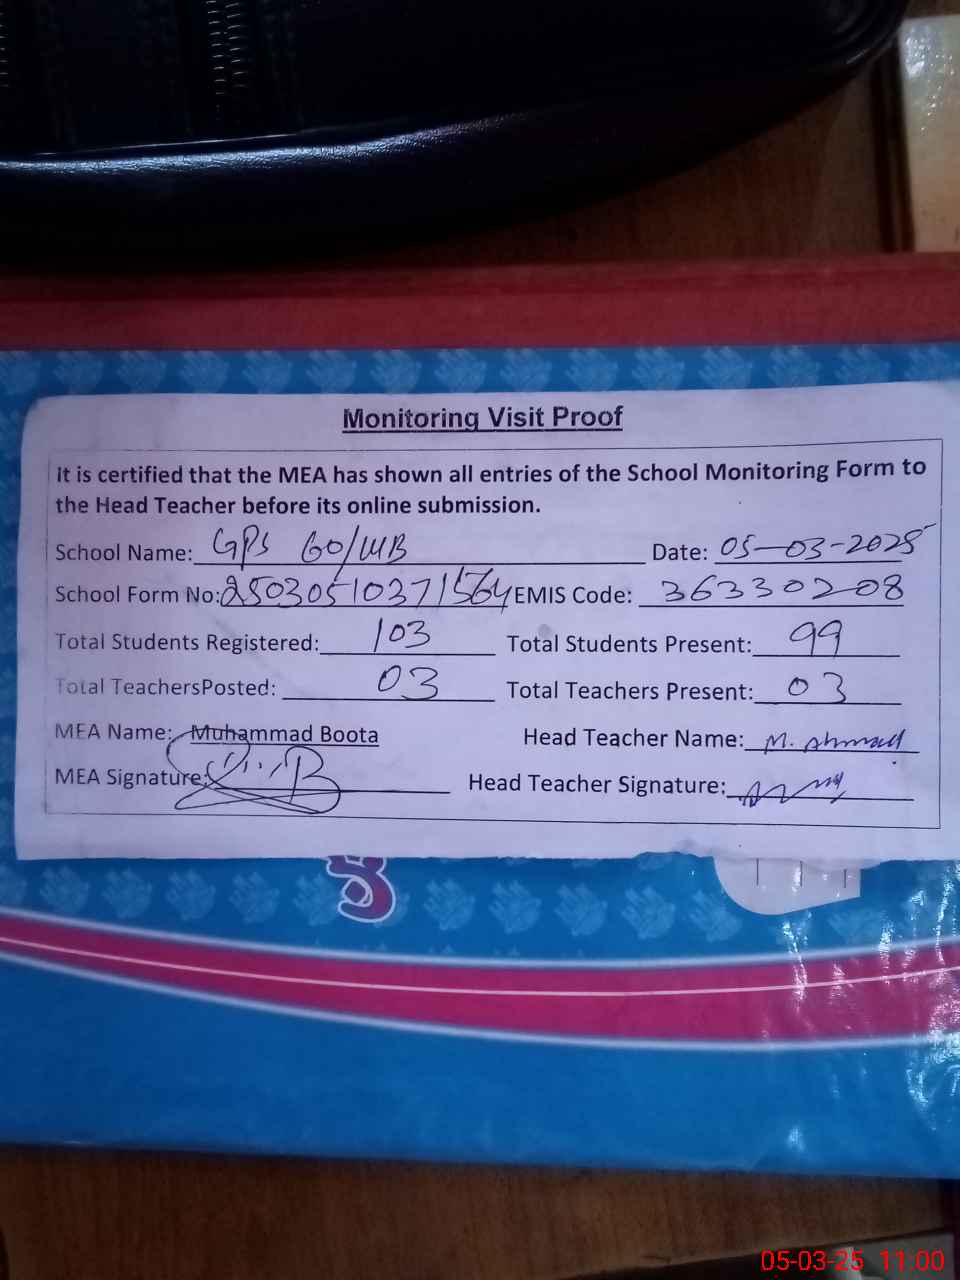 Monitoring Visit Proof
It is certified that the MEA has shown all entries of the School Monitoring Form to
the Head Teacher before its online submission.
School Name: GPS 60/WB Date: 05-03-2025
School Form No: 25030510371564 EMIS Code: 36330208
Total Students Registered: 103 Total Students Present: 99
Total TeachersPosted: 03 Total Teachers Present: 03
MEA Name: Muhammad Boota Head Teacher Name: M. Ahmad
MEA Signature: Head Teacher Signature:
05-03-25 11:00